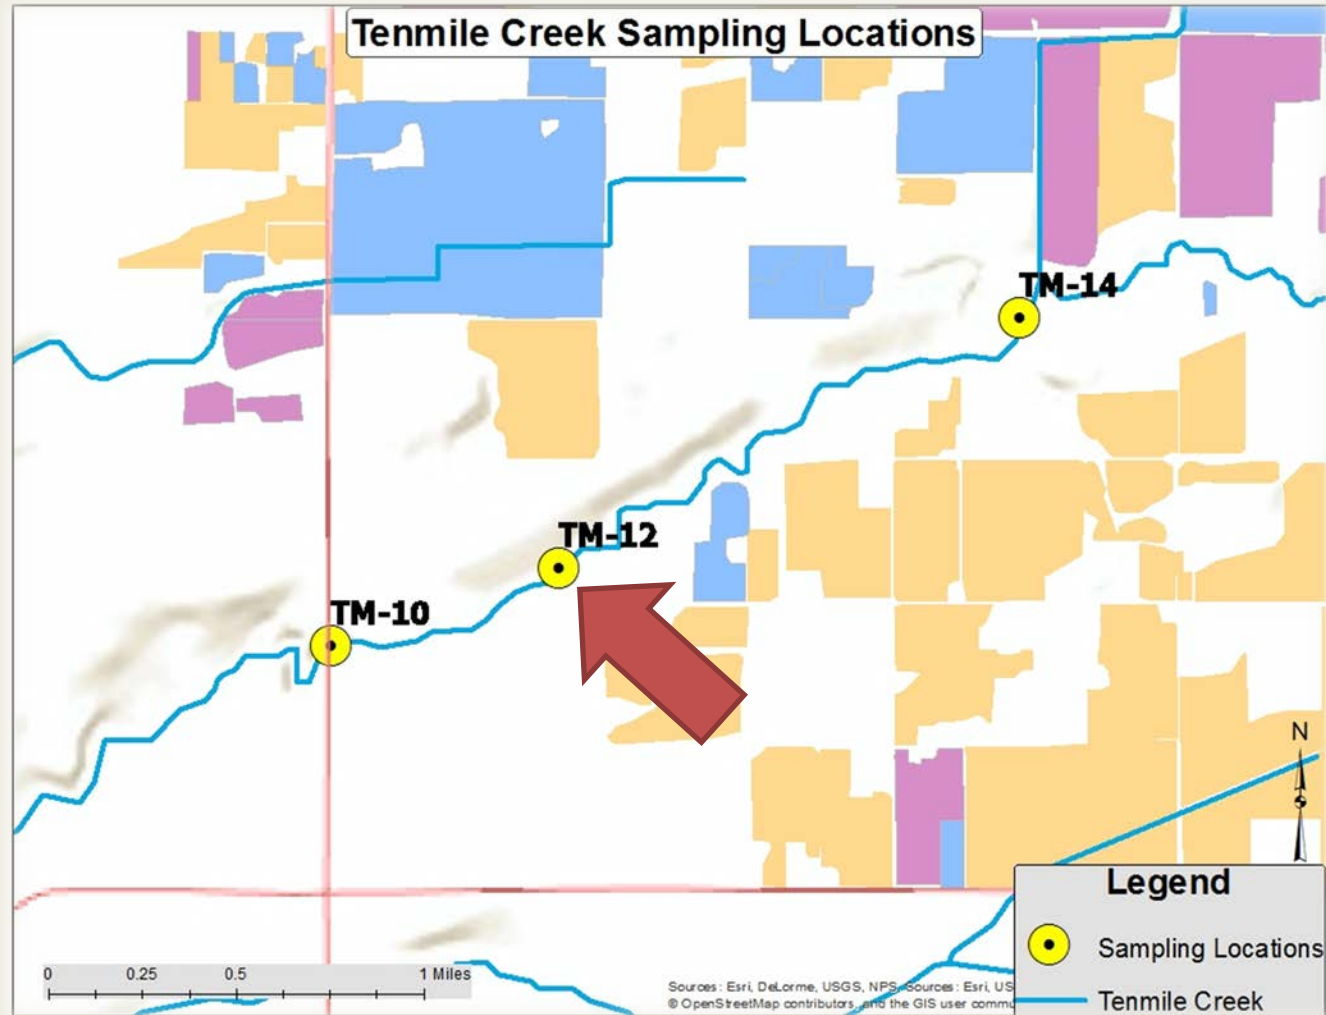 Tenmile Creek Sampling Locations
TM-14
TM-12
TM-10
N
Legend
Sampling Locations
Tenmile Creek
0 0.25 0.5 1 Miles
Sources: Esri, DeLorme, USGS, NPS, Sources: Esri, US
© OpenStreetMap contributors, and the GIS user